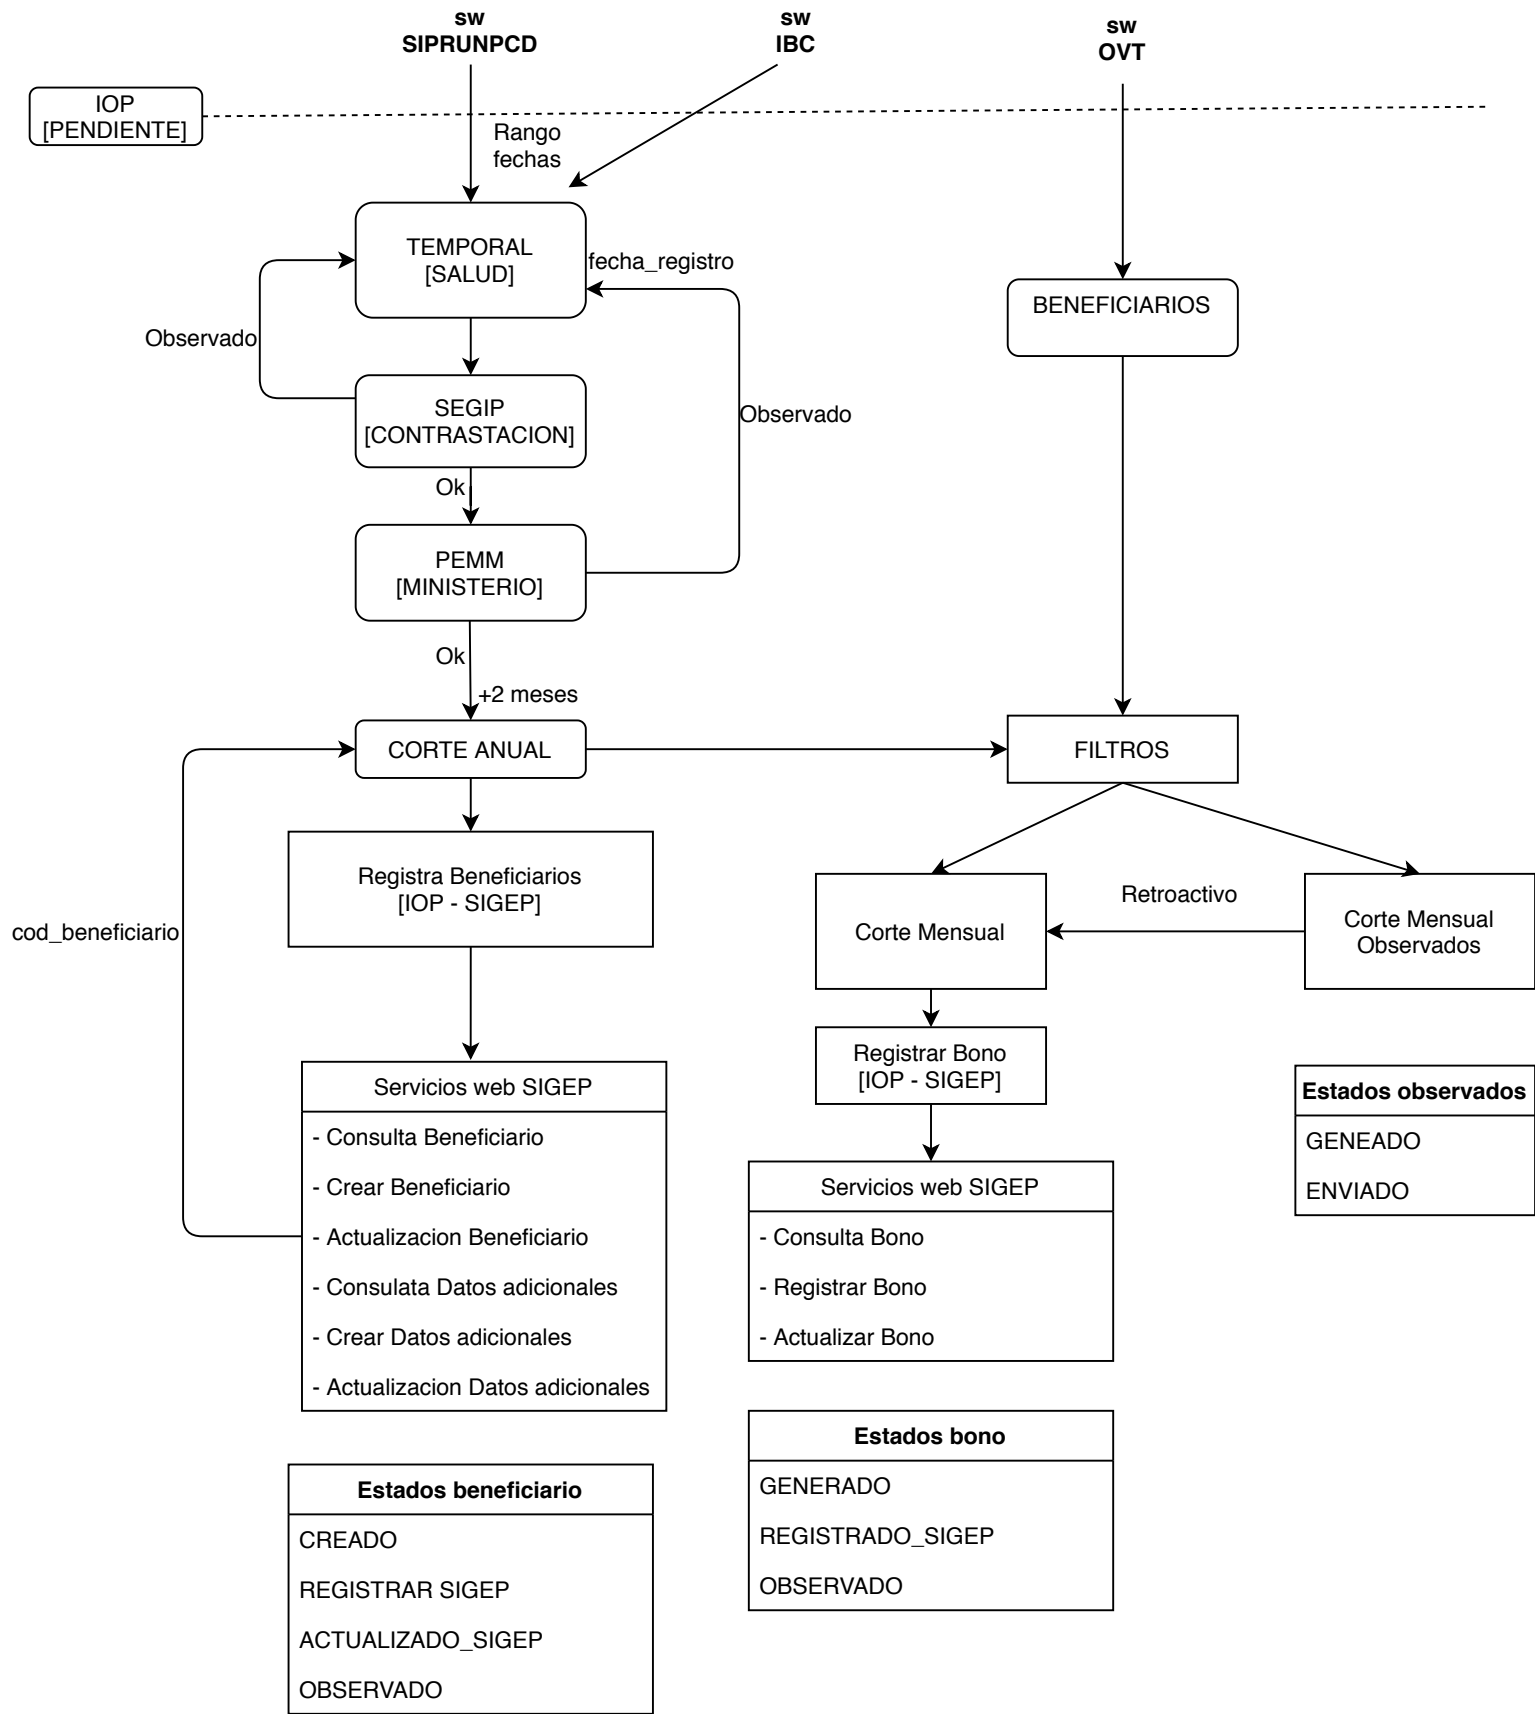 sw
SIPRUNPCD
sw
IBC
sw
OVT
IOP
[PENDIENTE]
Rango
fechas
TEMPORAL
[SALUD]
fecha_registro
BENEFICIARIOS
Observado
SEGIP
[CONTRASTACION]
Observado
Ok
PEMM
[MINISTERIO]
Ok
+2 meses
CORTE ANUAL
FILTROS
Registra Beneficiarios
[IOP - SIGEP]
cod_beneficiario
Corte Mensual
Retroactivo
Corte Mensual
Observados
Registrar Bono
[IOP - SIGEP]
Servicios web SIGEP
- Consulta Beneficiario
- Crear Beneficiario
- Actualizacion Beneficiario
- Consulata Datos adicionales
- Crear Datos adicionales
- Actualizacion Datos adicionales
Servicios web SIGEP
- Consulta Bono
- Registrar Bono
- Actualizar Bono
Estados observados
GENEADO
ENVIADO
Estados bono
GENERADO
REGISTRADO_SIGEP
OBSERVADO
Estados beneficiario
CREADO
REGISTRAR SIGEP
ACTUALIZADO_SIGEP
OBSERVADO